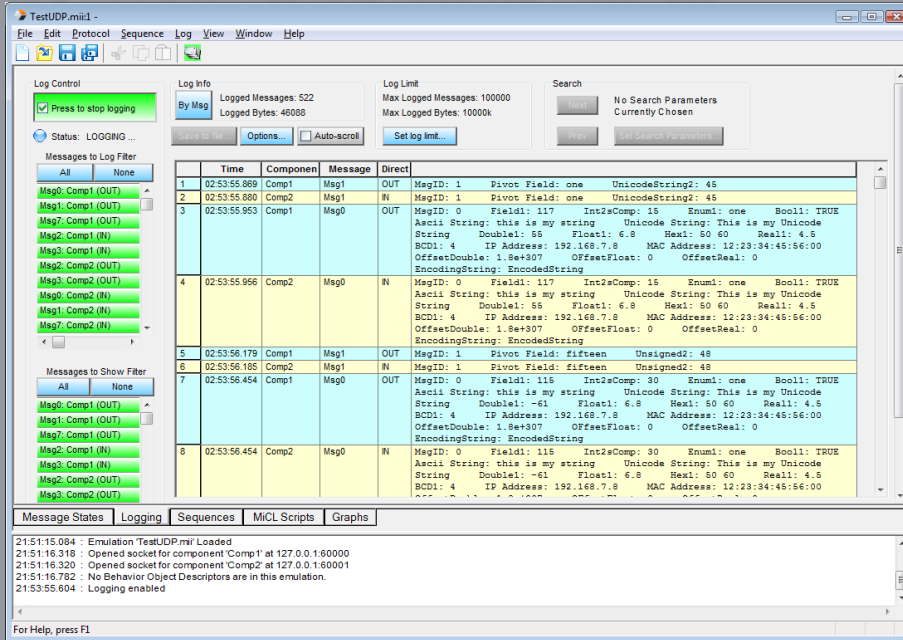 TestUDP.mii:1 -
File Edit Protocol Sequence Log View Window Help
Log Control
Press to stop logging
Status: LOGGING ...
Messages to Log Filter
All None
Msg0: Comp1 (OUT)
Msg1: Comp1 (OUT)
Msg7: Comp1 (OUT)
Msg2: Comp1 (IN)
Msg3: Comp1 (IN)
Msg2: Comp2 (OUT)
Msg3: Comp2 (OUT)
Msg0: Comp2 (IN)
Msg1: Comp2 (IN)
Msg7: Comp2 (IN)
Messages to Show Filter
All None
Msg0: Comp1 (OUT)
Msg1: Comp1 (OUT)
Msg7: Comp1 (OUT)
Msg2: Comp1 (IN)
Msg3: Comp1 (IN)
Msg2: Comp2 (OUT)
Msg3: Comp2 (OUT)
Log Info
By Msg
Logged Messages: 522
Logged Bytes: 46088
Save to file... Options... Auto-scroll
Log Limit
Max Logged Messages: 100000
Max Logged Bytes: 10000k
Set log limit...
Search
Next
No Search Parameters
Currently Chosen
Prev Set Search Parameters...
Time Componen Message Direct
1 02:53:55.869 Comp1 Msg1 OUT MsgID: 1 Pivot Field: one UnicodeString2: 45
2 02:53:55.880 Comp2 Msg1 IN MsgID: 1 Pivot Field: one UnicodeString2: 45
3 02:53:55.953 Comp1 Msg0 OUT MsgID: 0 Field1: 117 Int2sComp: 15 Enum1: one Bool1: TRUE
Ascii String: this is my string Unicode String: This is my Unicode
String Double1: 55 Float1: 6.8 Hex1: 50 60 Real1: 4.5
BCD1: 4 IP Address: 192.168.7.8 MAC Address: 12:23:34:45:56:00
OffsetDouble: 1.8e+307 OFfsetFloat: 0 OffsetReal: 0
EncodingString: EncodedString
4 02:53:55.956 Comp2 Msg0 IN MsgID: 0 Field1: 117 Int2sComp: 15 Enum1: one Bool1: TRUE
Ascii String: this is my string Unicode String: This is my Unicode
String Double1: 55 Float1: 6.8 Hex1: 50 60 Real1: 4.5
BCD1: 4 IP Address: 192.168.7.8 MAC Address: 12:23:34:45:56:00
OffsetDouble: 1.8e+307 OFfsetFloat: 0 OffsetReal: 0
EncodingString: EncodedString
5 02:53:56.179 Comp1 Msg1 OUT MsgID: 1 Pivot Field: fifteen Unsigned2: 48
6 02:53:56.185 Comp2 Msg1 IN MsgID: 1 Pivot Field: fifteen Unsigned2: 48
7 02:53:56.454 Comp1 Msg0 OUT MsgID: 0 Field1: 115 Int2sComp: 30 Enum1: one Bool1: TRUE
Ascii String: this is my string Unicode String: This is my Unicode
String Double1: -61 Float1: 6.8 Hex1: 50 60 Real1: 4.5
BCD1: 4 IP Address: 192.168.7.8 MAC Address: 12:23:34:45:56:00
OffsetDouble: 1.8e+307 OFfsetFloat: 0 OffsetReal: 0
EncodingString: EncodedString
8 02:53:56.454 Comp2 Msg0 IN MsgID: 0 Field1: 115 Int2sComp: 30 Enum1: one Bool1: TRUE
Ascii String: this is my string Unicode String: This is my Unicode
String Double1: -61 Float1: 6.8 Hex1: 50 60 Real1: 4.5
BCD1: 4 IP Address: 192.168.7.8 MAC Address: 12:23:34:45:56:00
Message States Logging Sequences MiCL Scripts Graphs
21:51:15.084 : Emulation 'TestUDP.mii' Loaded
21:51:16.318 : Opened socket for component 'Comp1' at 127.0.0.1:60000
21:51:16.320 : Opened socket for component 'Comp2' at 127.0.0.1:60001
21:51:16.782 : No Behavior Object Descriptors are in this emulation.
21:53:55.604 : Logging enabled
For Help, press F1